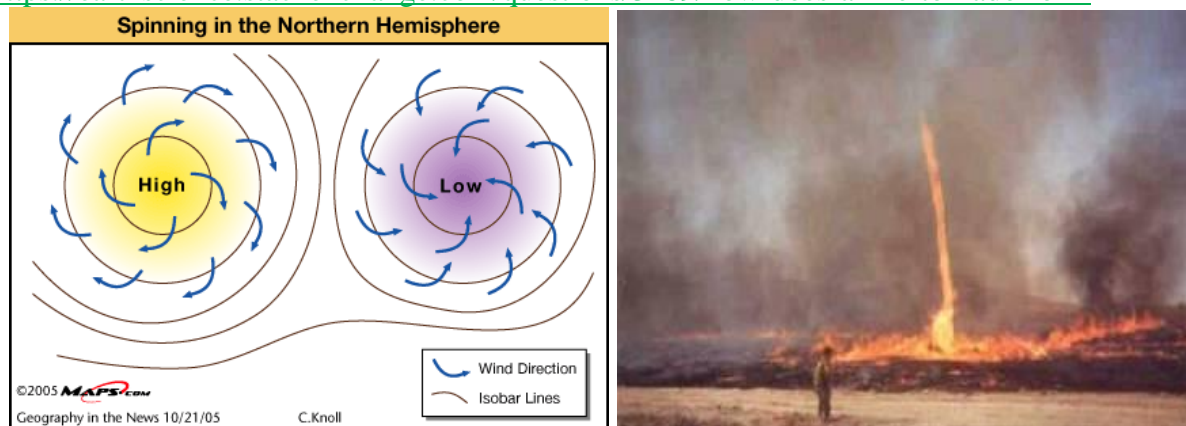 Spinning in the Northern Hemisphere
High
Low
Wind Direction
Isobar Lines
©2005 MAPS.COM
Geography in the News 10/21/05 C.Knoll